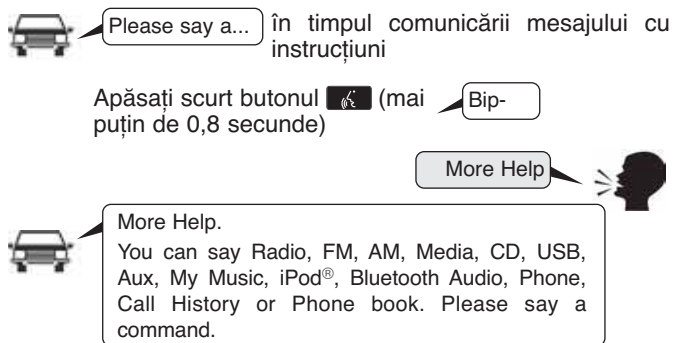 Please say a... în timpul comunicării mesajului cu
instrucțiuni
Apăsați scurt butonul (mai Bip-
puțin de 0,8 secunde)
More Help
More Help.
You can say Radio, FM, AM, Media, CD, USB,
Aux, My Music, iPod®, Bluetooth Audio, Phone,
Call History or Phone book. Please say a
command.